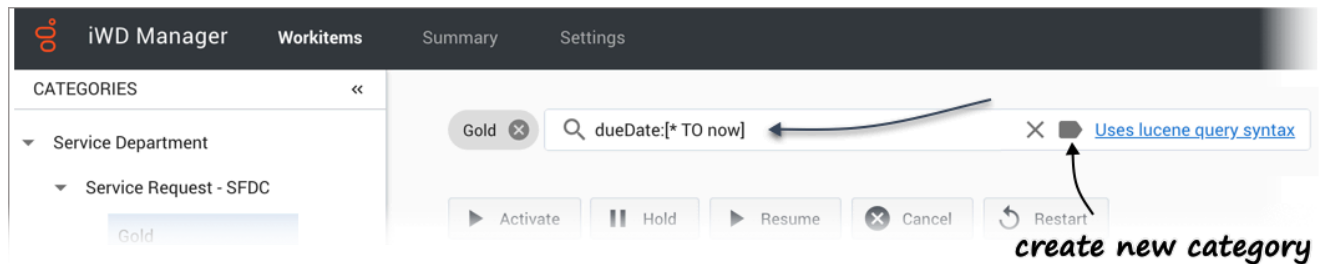 iWD Manager Workitems Summary Settings
CATEGORIES «
Service Department
Service Request - SFDC
Gold
Gold dueDate:[* TO now] Uses lucene query syntax
Activate Hold Resume Cancel Restart
create new category